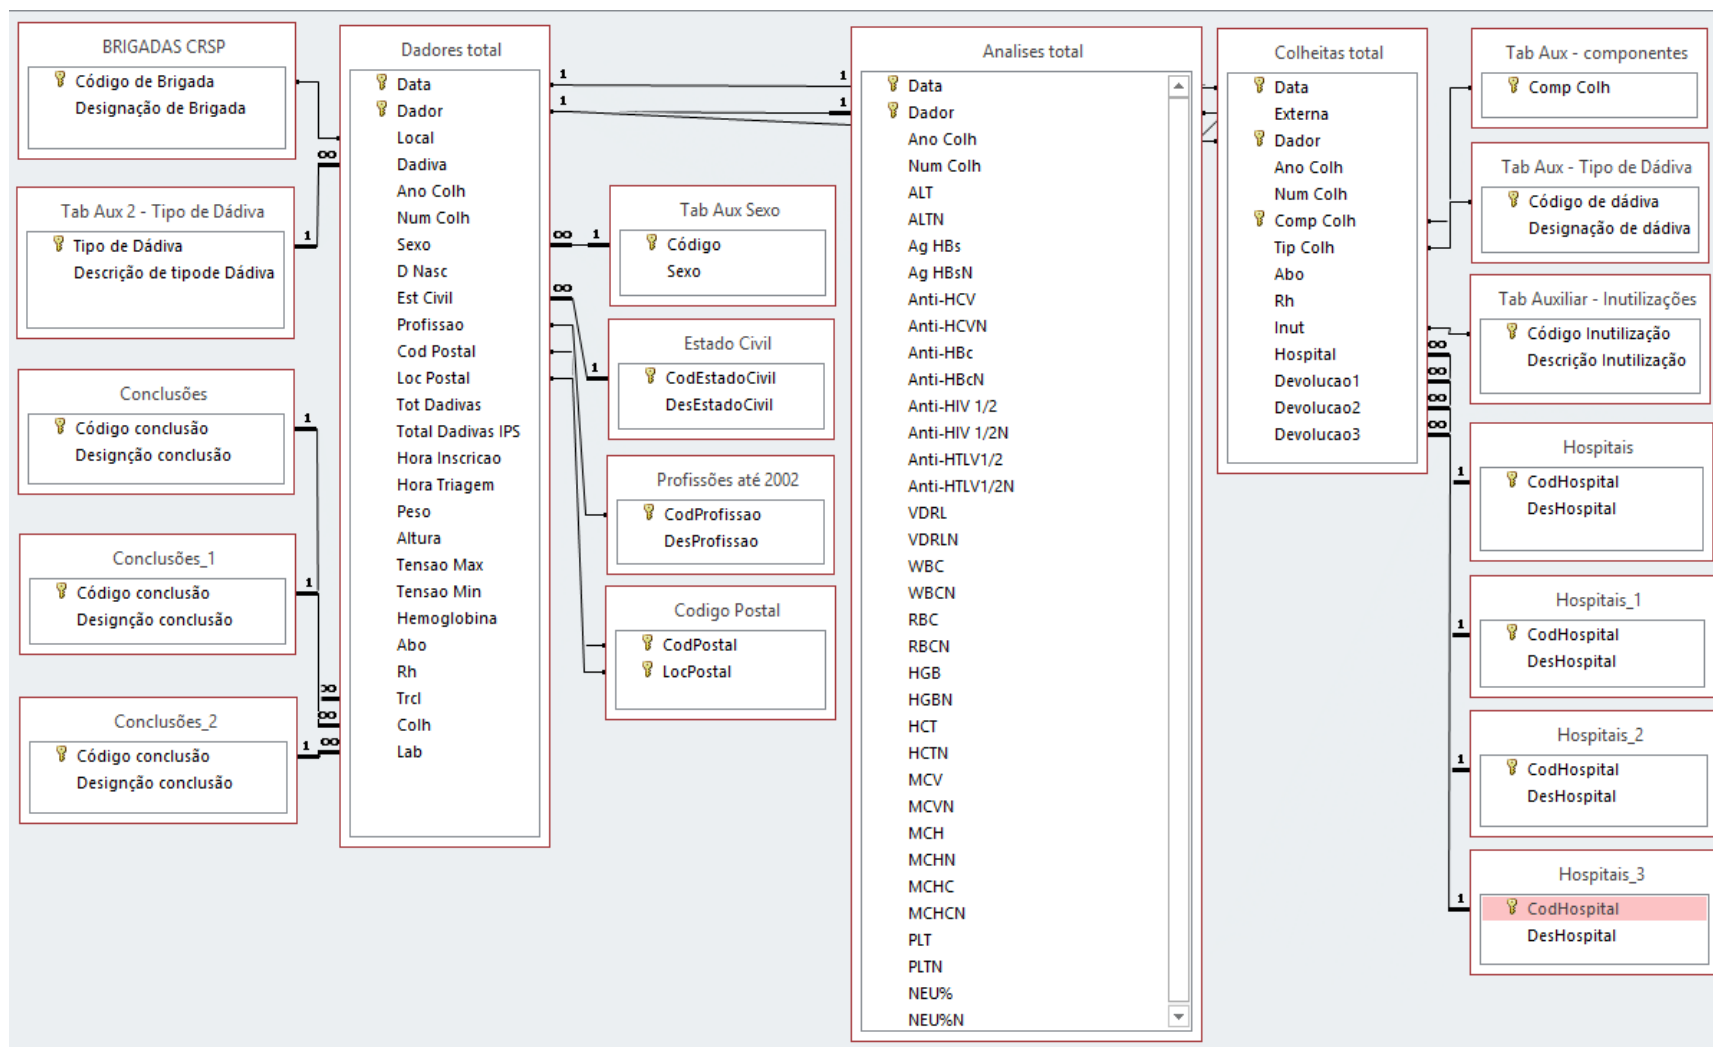 BRIGADAS CRSP
Código de Brigada
Designação de Brigada
Tab Aux 2 - Tipo de Dádiva
Tipo de Dádiva
Descrição de tipode Dádiva
Conclusões
Código conclusão
Designção conclusão
Conclusões_1
Código conclusão
Designção conclusão
Conclusões_2
Código conclusão
Designção conclusão
Dadores total
Data
Dador
Local
Dadiva
Ano Colh
Num Colh
Sexo
D Nasc
Est Civil
Profissao
Cod Postal
Loc Postal
Tot Dadivas
Total Dadivas IPS
Hora Inscricao
Hora Triagem
Peso
Altura
Tensao Max
Tensao Min
Hemoglobina
Abo
Rh
Trcl
Colh
Lab
Tab Aux Sexo
Código
Sexo
Estado Civil
CodEstadoCivil
DesEstadoCivil
Profissões até 2002
CodProfissao
DesProfissao
Codigo Postal
CodPostal
LocPostal
Analises total
Data
Dador
Ano Colh
Num Colh
ALT
ALTN
Ag HBs
Ag HBsN
Anti-HCV
Anti-HCVN
Anti-HBc
Anti-HBcN
Anti-HIV 1/2
Anti-HIV 1/2N
Anti-HTLV1/2
Anti-HTLV1/2N
VDRL
VDRLN
WBC
WBCN
RBC
RBCN
HGB
HGBN
HCT
HCTN
MCV
MCVN
MCH
MCHN
MCHC
MCHCN
PLT
PLTN
NEU%
NEU%N
Colheitas total
Data
Externa
Dador
Ano Colh
Num Colh
Comp Colh
Tip Colh
Abo
Rh
Inut
Hospital
Devolucao1
Devolucao2
Devolucao3
Tab Aux - componentes
Comp Colh
Tab Aux - Tipo de Dádiva
Código de dádiva
Designação de dádiva
Tab Auxiliar - Inutilizações
Código Inutilização
Descrição Inutilização
Hospitais
CodHospital
DesHospital
Hospitais_1
CodHospital
DesHospital
Hospitais_2
CodHospital
DesHospital
Hospitais_3
CodHospital
DesHospital